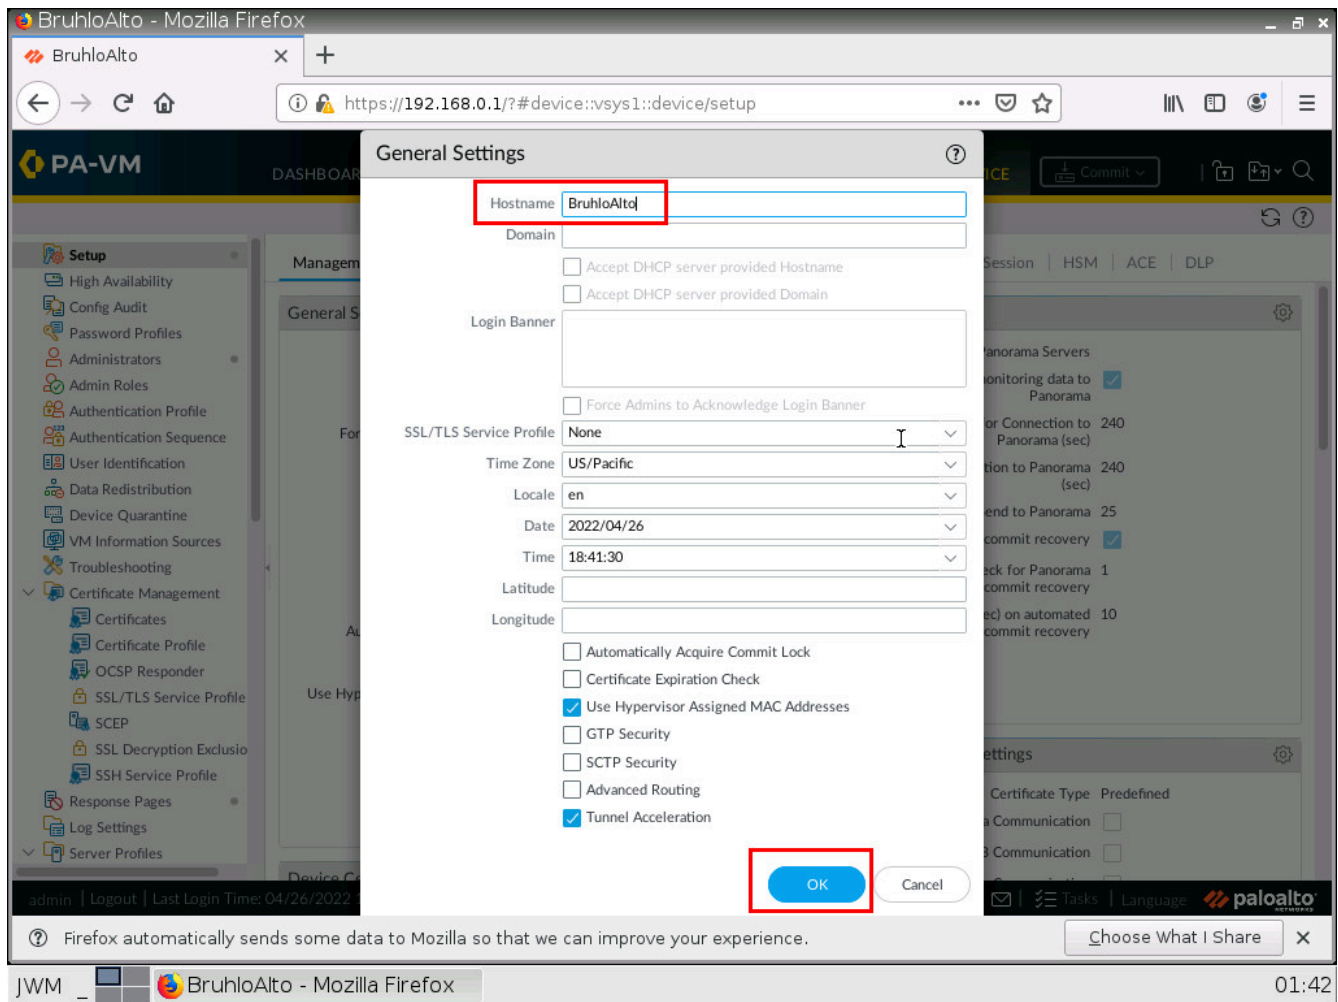 BruhloAlto - Mozilla Firefox
BruhloAlto
https://192.168.0.1/?#device::vsys1::device/setup
PA-VM
DASHBOAR
ICE
Commit
General Settings
Hostname BruhloAlto
Domain
Accept DHCP server provided Hostname
Accept DHCP server provided Domain
Login Banner
Force Admins to Acknowledge Login Banner
SSL/TLS Service Profile None
Time Zone US/Pacific
Locale en
Date 2022/04/26
Time 18:41:30
Latitude
Longitude
Automatically Acquire Commit Lock
Certificate Expiration Check
Use Hypervisor Assigned MAC Addresses
GTP Security
SCTP Security
Advanced Routing
Tunnel Acceleration
OK
Cancel
Setup
High Availability
Config Audit
Password Profiles
Administrators
Admin Roles
Authentication Profile
Authentication Sequence
User Identification
Data Redistribution
Device Quarantine
VM Information Sources
Troubleshooting
Certificate Management
Certificates
Certificate Profile
OCSP Responder
SSL/TLS Service Profile
SCEP
SSL Decryption Exclusio
SSH Service Profile
Response Pages
Log Settings
Server Profiles
Managem
General S
For
Au
Use Hyp
Device Ce
Session | HSM | ACE | DLP
Panorama Servers
onitoring data to
Panorama
or Connection to 240
Panorama (sec)
tion to Panorama 240
(sec)
end to Panorama 25
commit recovery
eck for Panorama 1
commit recovery
ec) on automated 10
commit recovery
ettings
Certificate Type Predefined
a Communication
B Communication
admin | Logout | Last Login Time: 04/26/2022 1
Tasks | Language
paloalto
NETWORKS
Firefox automatically sends some data to Mozilla so that we can improve your experience.
Choose What I Share
JWM
BruhloAlto - Mozilla Firefox
01:42